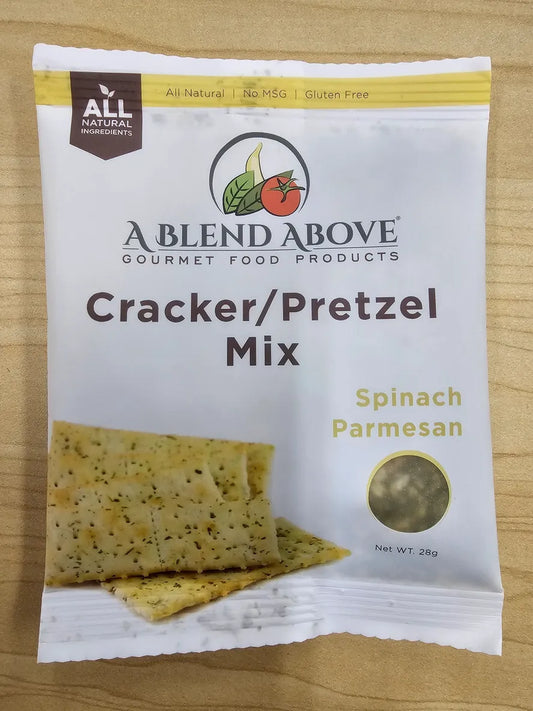 All Natural | No MSG | Gluten Free
ALL
NATURAL
INGREDIENTS
A BLEND ABOVE®
GOURMET FOOD PRODUCTS
Cracker/Pretzel
Mix
Spinach
Parmesan
Net WT. 28g